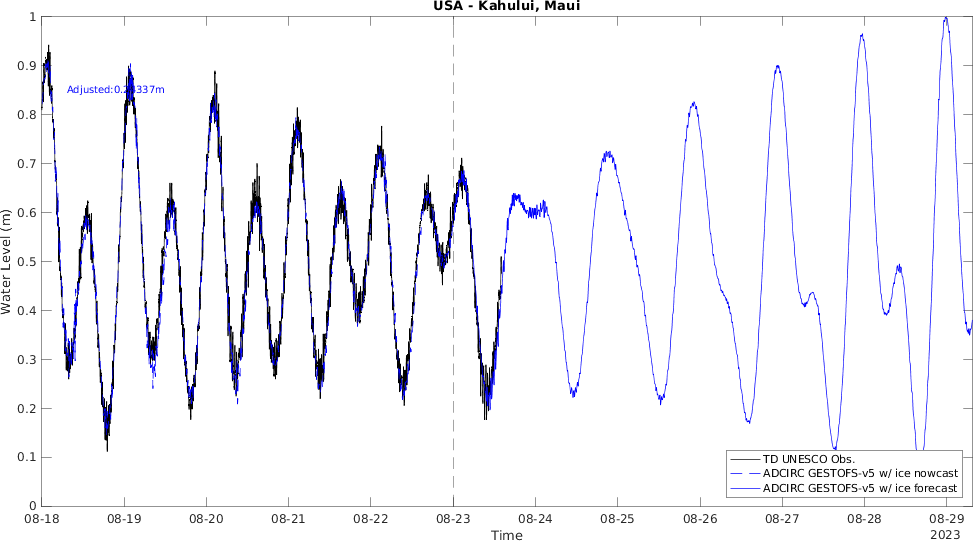 USA - Kahului, Maui
1
0.9
0.8
0.7
0.6
0.5
0.4
0.3
0.2
0.1
0
Water Level (m)
TD UNESCO Obs.
ADCIRC GESTOFS-v5 w/ ice nowcast
ADCIRC GESTOFS-v5 w/ ice forecast
08-18 08-19 08-20 08-21 08-22 08-23 08-24 08-25 08-26 08-27 08-28 08-29
Time 2023